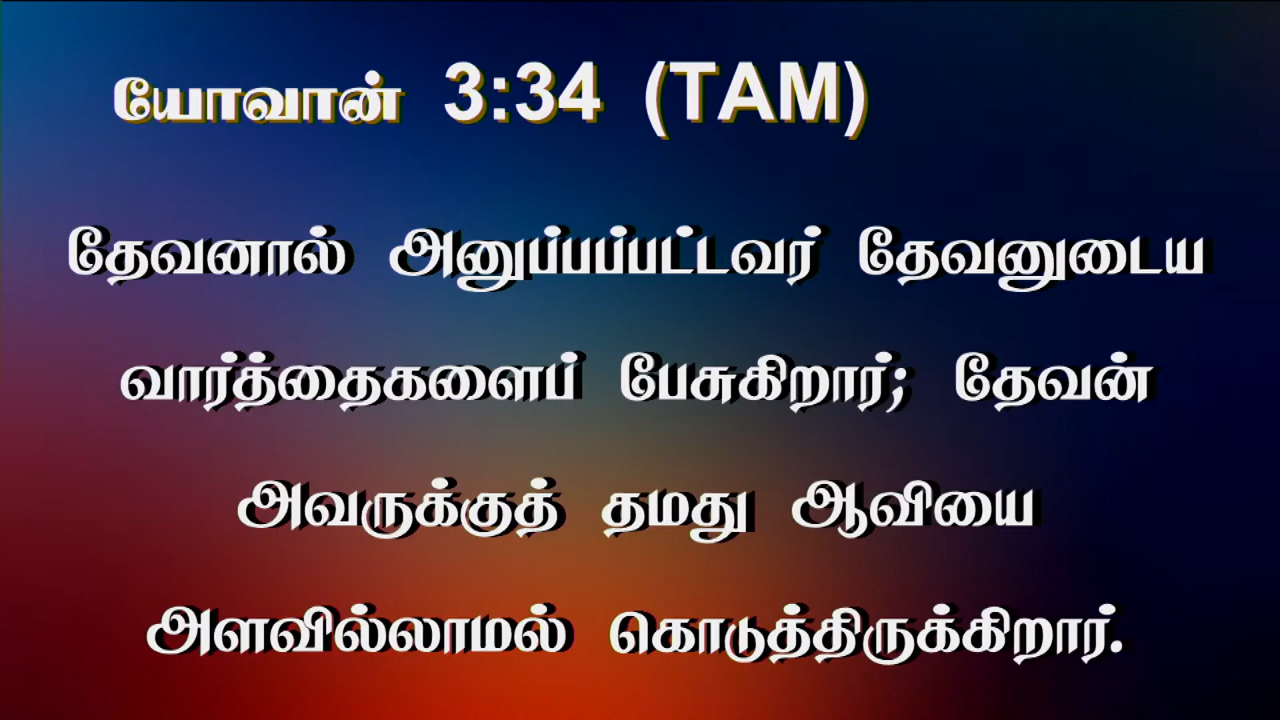 யோவான் 3:34 (TAM)
தேவனால் அனுப்பப்பட்டவர் தேவனுடைய
வார்த்தைகளைப் பேசுகிறார்; தேவன்
அவருக்குத் தமது ஆவியை
அளவில்லாமல் கொடுத்திருக்கிறார்.